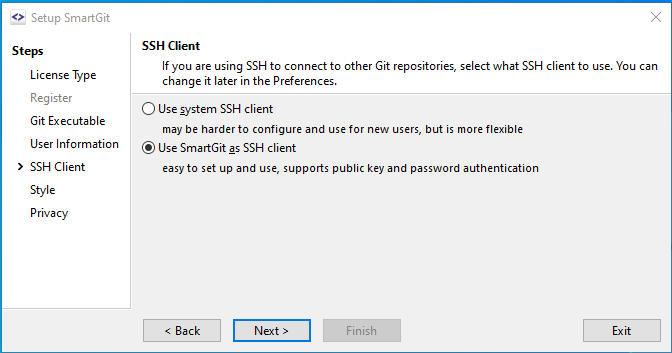 Setup SmartGit
Steps
License Type
Register
Git Executable
User Information
SSH Client
Style
Privacy
SSH Client
If you are using SSH to connect to other Git repositories, select what SSH client to use. You can
change it later in the Preferences.
Use system SSH client
may be harder to configure and use for new users, but is more flexible
Use SmartGit as SSH client
easy to set up and use, supports public key and password authentication
< Back
Next >
Finish
Exit